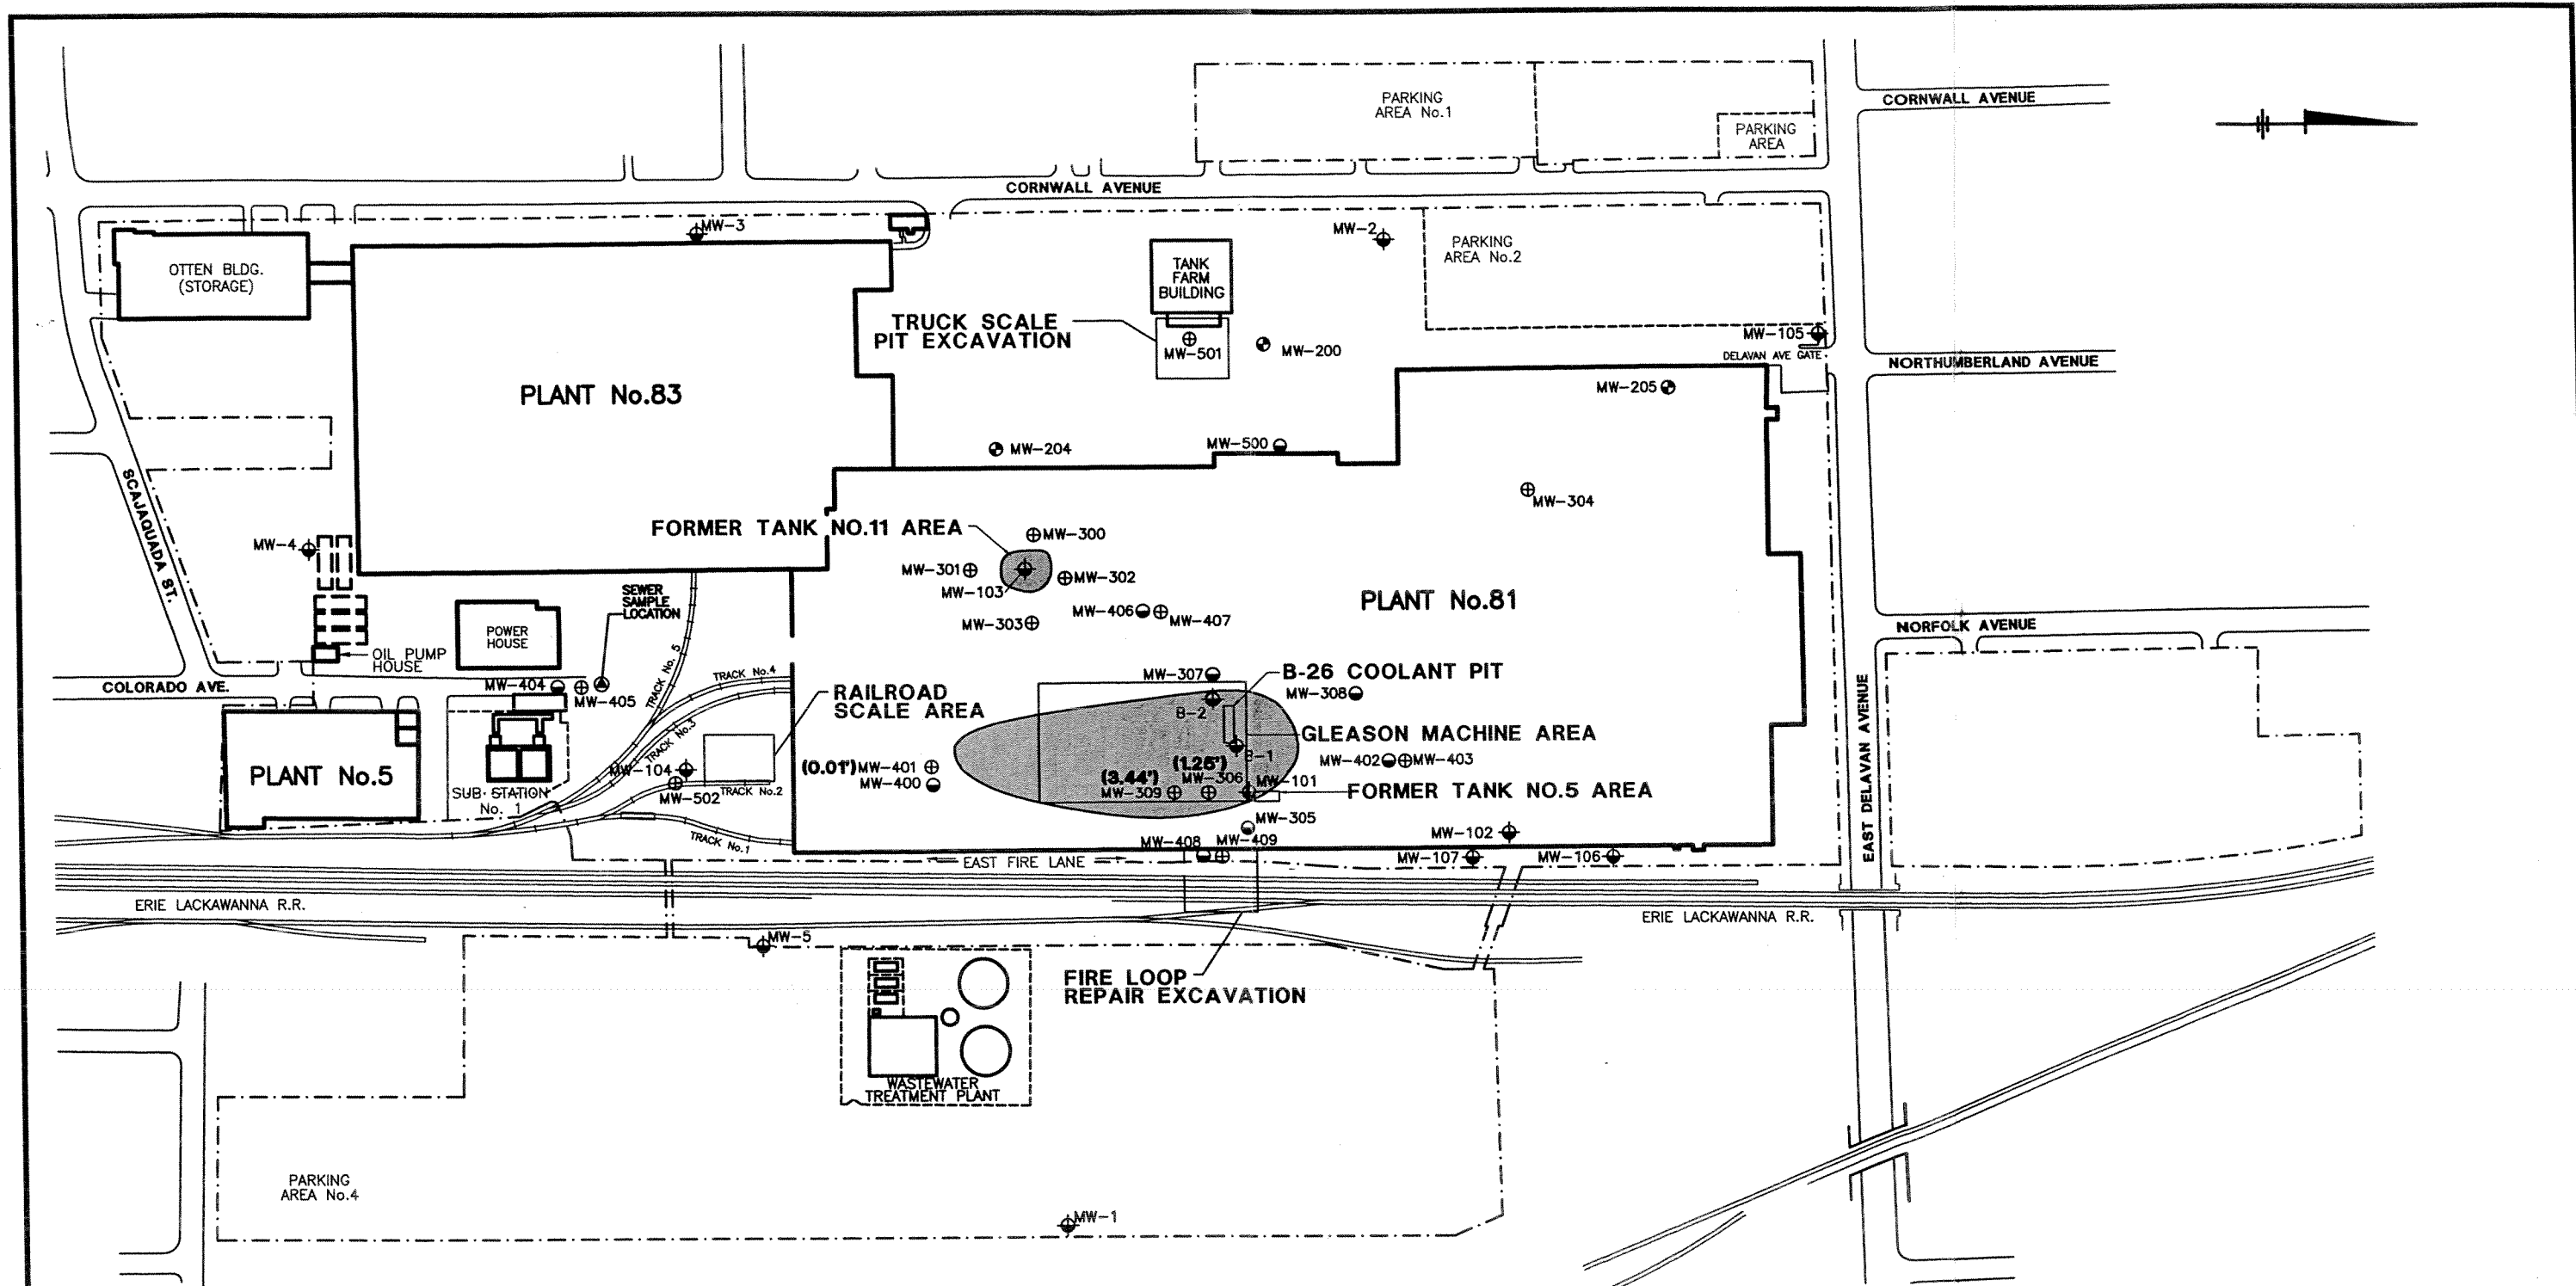 CORNWALL AVENUE
PARKING
AREA No.1
PARKING
AREA
CORNWALL AVENUE
MW-3
MW-2
PARKING
AREA No.2
OTTEN BLDG.
(STORAGE)
TANK
FARM
BUILDING
TRUCK SCALE
PIT EXCAVATION
MW-501
MW-200
MW-105
DELAVAN AVE GATE
NORTHUMBERLAND AVENUE
PLANT No.83
MW-205
MW-204
MW-500
SCAJAQUADA ST.
MW-304
FORMER TANK NO.11 AREA
MW-300
MW-4
MW-301
MW-302
MW-103
SEWER
SAMPLE
LOCATION
PLANT No.81
MW-406
MW-407
MW-303
POWER
HOUSE
NORFOLK AVENUE
OIL PUMP
HOUSE
TRACK No. 5
TRACK No.4
MW-307
B-26 COOLANT PIT
COLORADO AVE.
MW-404
MW-405
RAILROAD
SCALE AREA
MW-308
B-2
TRACK No.3
GLEASON MACHINE AREA
B-1
MW-402
MW-403
PLANT No.5
MW-104
(0.01')
MW-401
(1.25')
(3.44')
MW-306
MW-101
MW-400
MW-309
FORMER TANK NO.5 AREA
SUB-STATION
No. 1
MW-502
TRACK No.2
EAST DELAVAN AVENUE
MW-305
MW-102
TRACK No.1
MW-408
MW-409
EAST FIRE LANE
MW-107
MW-106
ERIE LACKAWANNA R.R.
ERIE LACKAWANNA R.R.
MW-5
FIRE LOOP
REPAIR EXCAVATION
WASTEWATER
TREATMENT PLANT
PARKING
AREA No.4
MW-1